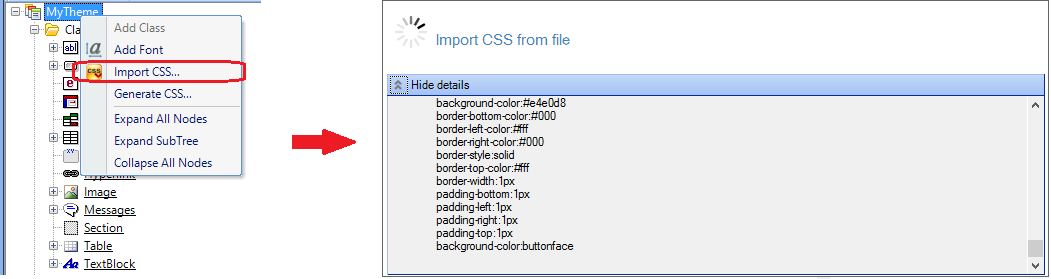 MyTheme
Cla
Add Class
Add Font
Import CSS...
Generate CSS...
Expand All Nodes
Expand SubTree
Collapse All Nodes
Image
Messages
Section
Table
TextBlock
Import CSS from file
Hide details
background-color:#e4e0d8
border-bottom-color:#000
border-left-color:#fff
border-right-color:#000
border-style:solid
border-top-color:#fff
border-width:1px
padding-bottom:1px
padding-left:1px
padding-right:1px
padding-top:1px
background-color:buttonface